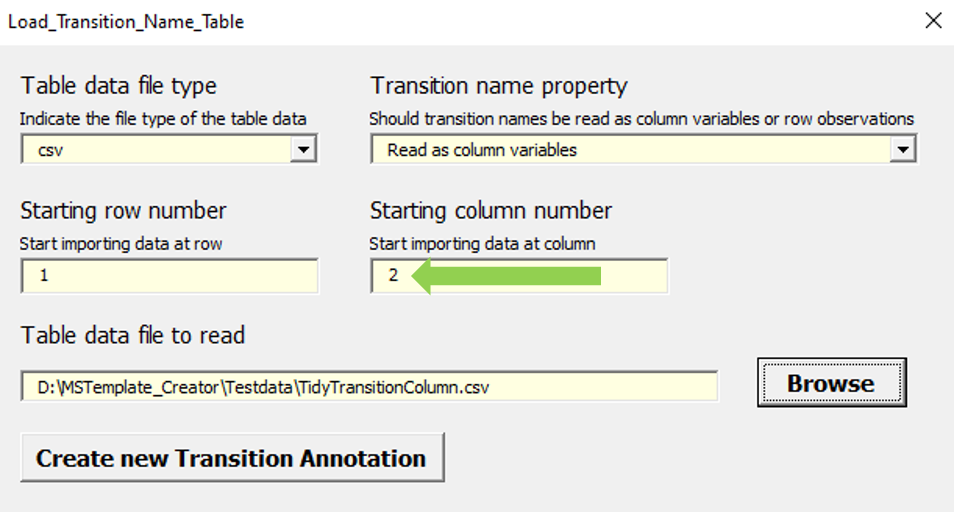 Load_Transition_Name_Table
Table data file type
Indicate the file type of the table data
csv
Transition name property
Should transition names be read as column variables or row observations
Read as column variables
Starting row number
Start importing data at row
1
Starting column number
Start importing data at column
2
Table data file to read
D:\MSTemplate_Creator\Testdata\TidyTransitionColumn.csv
Browse
Create new Transition Annotation